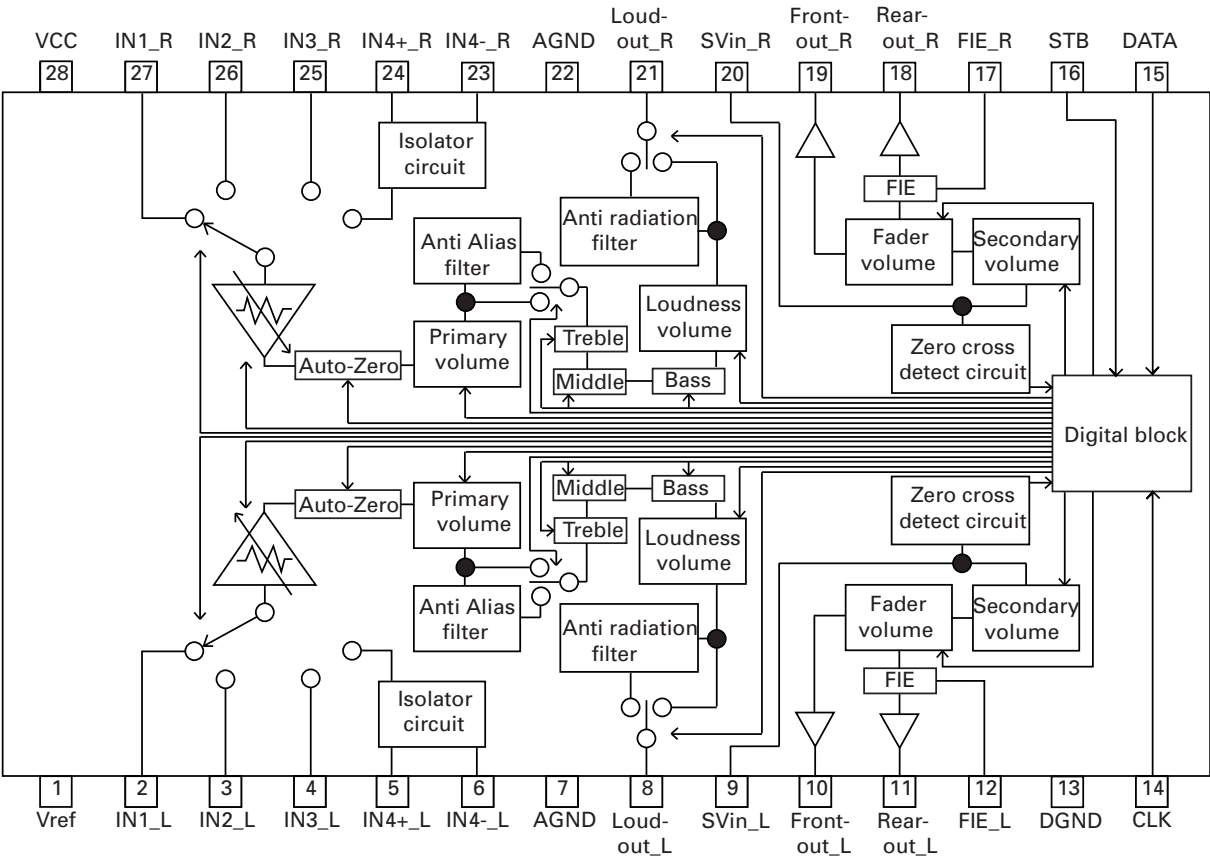 VCC
IN1_R
IN2_R
IN3_R
IN4+_R
IN4-_R
AGND
Loud-
out_R
SVin_R
Front-
out_R
Rear-
out_R
FIE_R
STB
DATA
28
27
26
25
24
23
22
21
20
19
18
17
16
15
Isolator
circuit
FIE
Anti radiation
filter
Anti Alias
filter
Fader
volume
Secondary
volume
Loudness
volume
Primary
volume
Treble
Auto-Zero
Middle
Bass
Zero cross
detect circuit
Digital block
Auto-Zero
Primary
volume
Middle
Bass
Treble
Zero cross
detect circuit
Loudness
volume
Anti Alias
filter
Anti radiation
filter
Fader
volume
Secondary
volume
FIE
Isolator
circuit
1
2
3
4
5
6
7
8
9
10
11
12
13
14
Vref
IN1_L
IN2_L
IN3_L
IN4+_L
IN4-_L
AGND
Loud-
out_L
SVin_L
Front-
out_L
Rear-
out_L
FIE_L
DGND
CLK